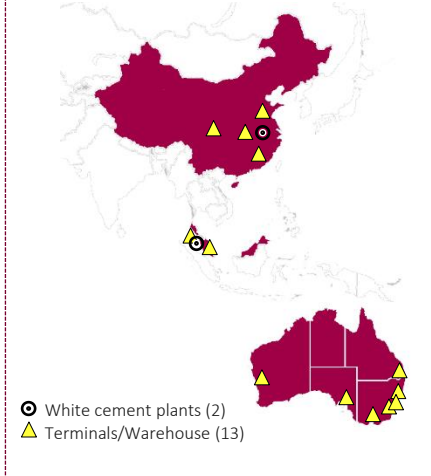 White cement plants (2)
Terminals/Warehouse (13)